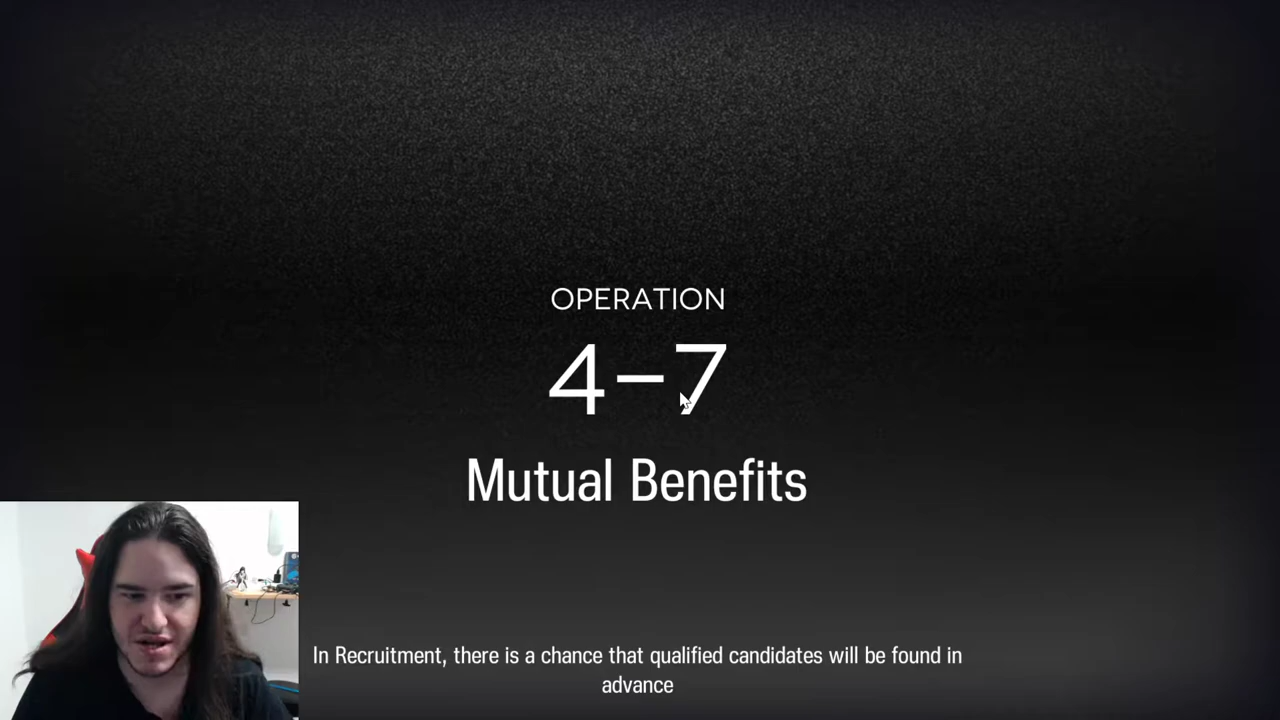 OPERATION
4–7
Mutual Benefits
In Recruitment, there is a chance that qualified candidates will be found in
advance